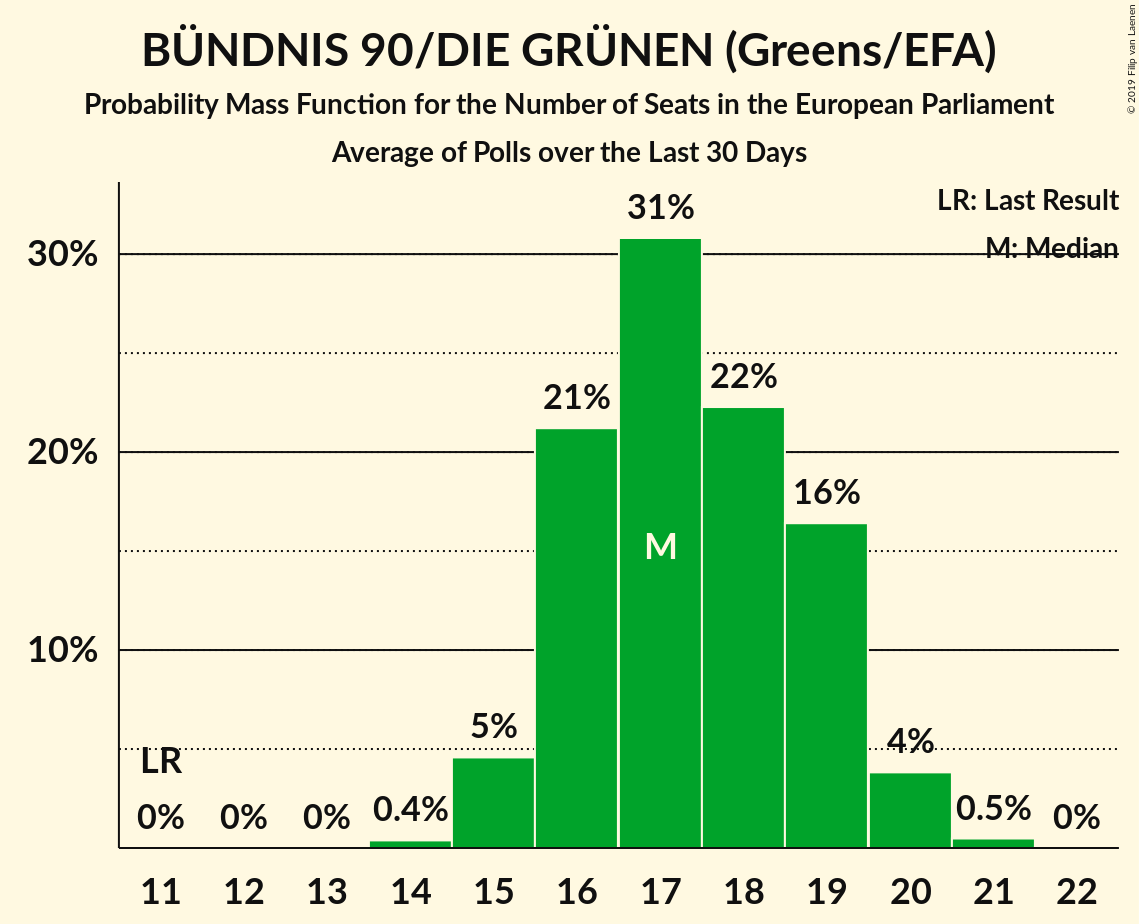 BÜNDNIS 90/DIE GRÜNEN (Greens/EFA)
Probability Mass Function for the Number of Seats in the European Parliament
Average of Polls over the Last 30 Days
© 2019 Filip van Laenen
LR: Last Result
M: Median
30%
20%
10%
31%
22%
21%
16%
M
5%
4%
LR
0% 0% 0% 0.4% 0.5% 0%
11 12 13 14 15 16 17 18 19 20 21 22